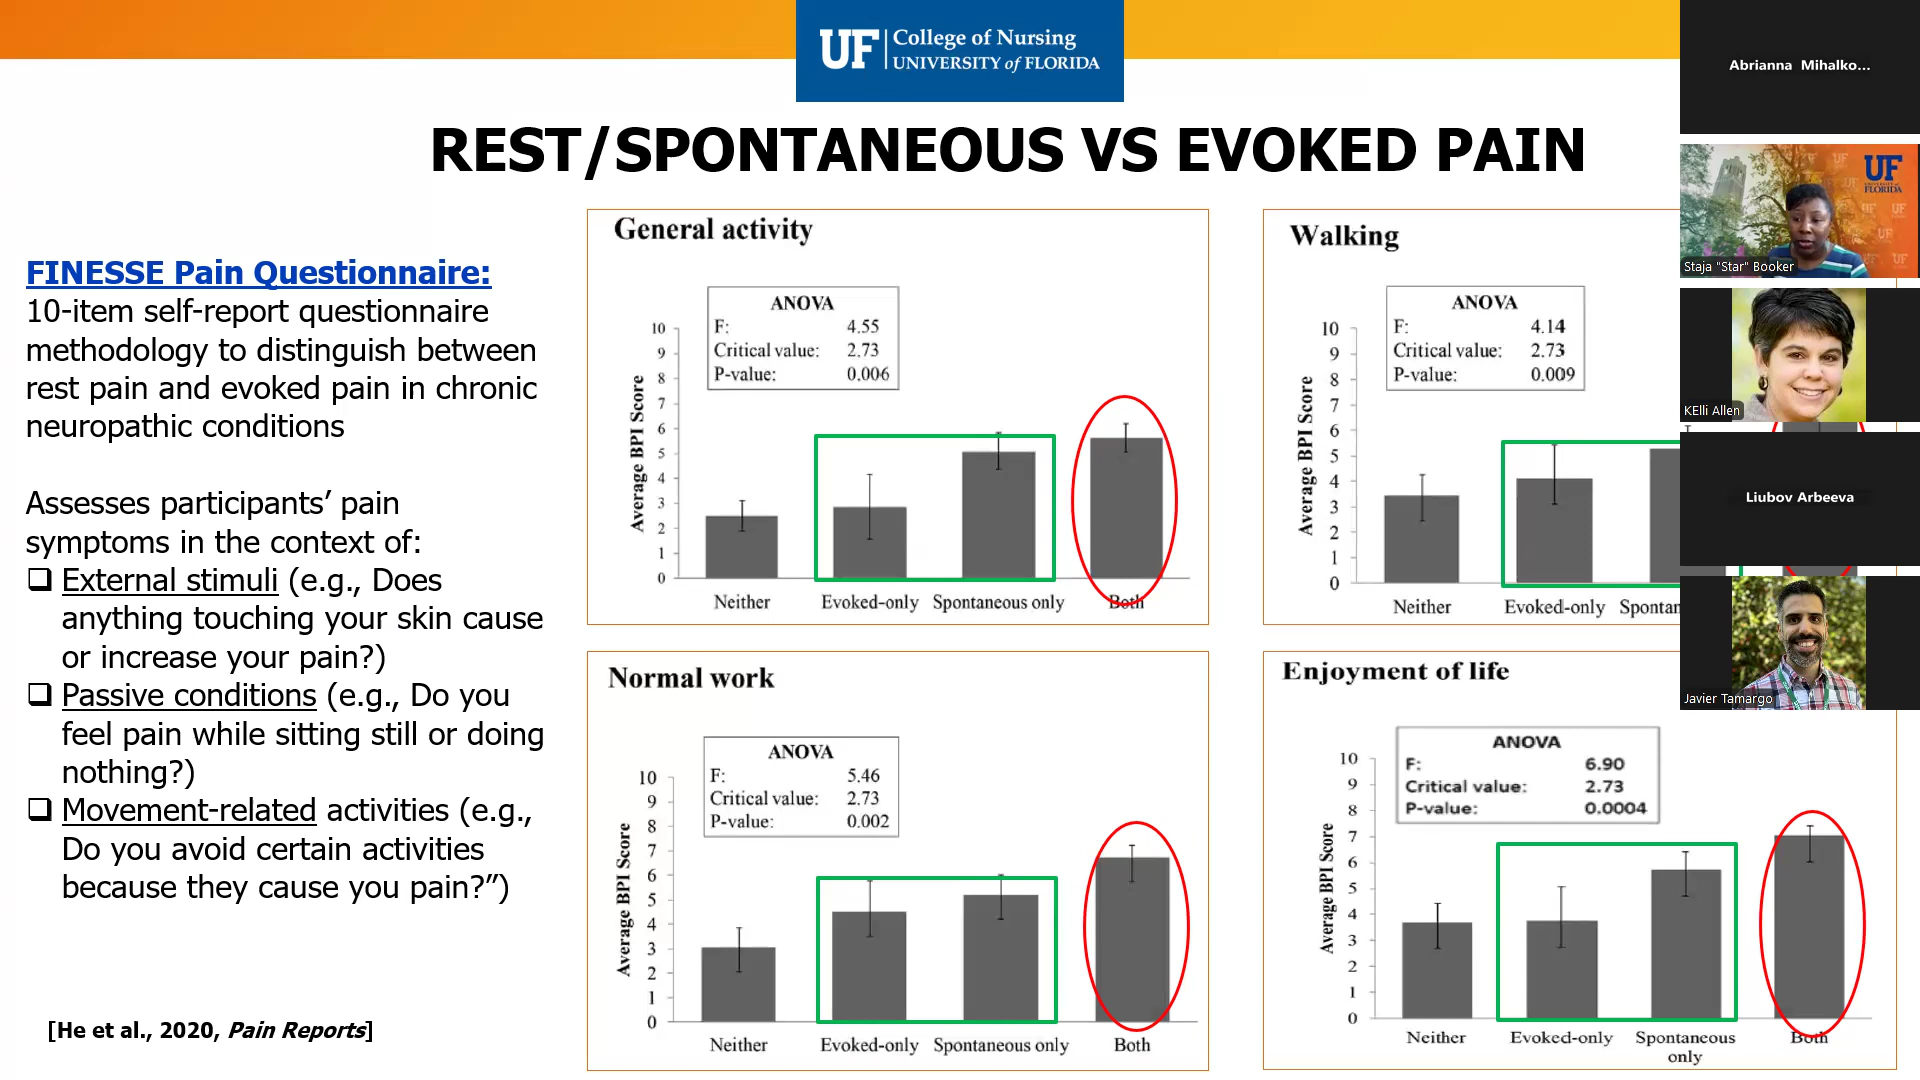 UF College of Nursing
UNIVERSITY of FLORIDA
REST/SPONTANEOUS VS EVOKED PAIN
FINESSE Pain Questionnaire:
10-item self-report questionnaire
methodology to distinguish between
rest pain and evoked pain in chronic
neuropathic conditions
Assesses participants’ pain
symptoms in the context of:
External stimuli (e.g., Does
anything touching your skin cause
or increase your pain?)
Passive conditions (e.g., Do you
feel pain while sitting still or doing
nothing?)
Movement-related activities (e.g.,
Do you avoid certain activities
because they cause you pain?”)
[He et al., 2020, Pain Reports]
General activity
ANOVA
F: 4.55
Critical value: 2.73
P-value: 0.006
Average BPI Score
10
9
8
7
6
5
4
3
2
1
0
Neither Evoked-only Spontaneous only Both
Walking
ANOVA
F: 4.14
Critical value: 2.73
P-value: 0.009
Average BPI Score
10
9
8
7
6
5
4
3
2
1
0
Neither Evoked-only Spontan
Normal work
ANOVA
F: 5.46
Critical value: 2.73
P-value: 0.002
Average BPI Score
10
9
8
7
6
5
4
3
2
1
0
Neither Evoked-only Spontaneous only Both
Enjoyment of life
ANOVA
F: 6.90
Critical value: 2.73
P-value: 0.0004
Average BPI Score
10
9
8
7
6
5
4
3
2
1
0
Neither Evoked-only Spontaneous Both
only
Abrianna Mihalko...
UF
UNIVERSITY of
FLORIDA
Staja "Star" Booker
KElli Allen
Liubov Arbeeva
Javier Tamargo